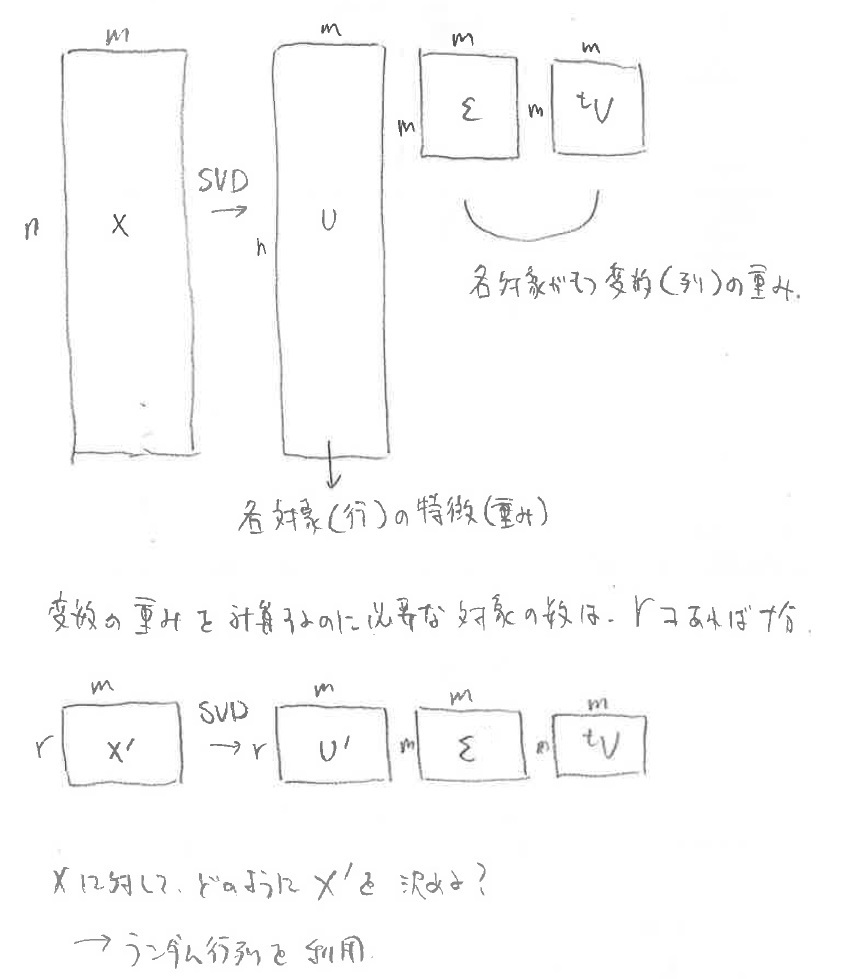 m
m
m
m
n
X
SVD
→
n
U
m
Σ
m
ᵗV
各対象がもつ変数(列)の重み.
各対象(行)の特徴(重み)
変数の重みを計算するのに必要な対象の数は、rコあれば十分.
m
m
m
m
r
X'
SVD
→
r
U'
m
Σ
m
ᵗV
Xに対して、どのようにX'を決める?
→ ランダム行列を利用.